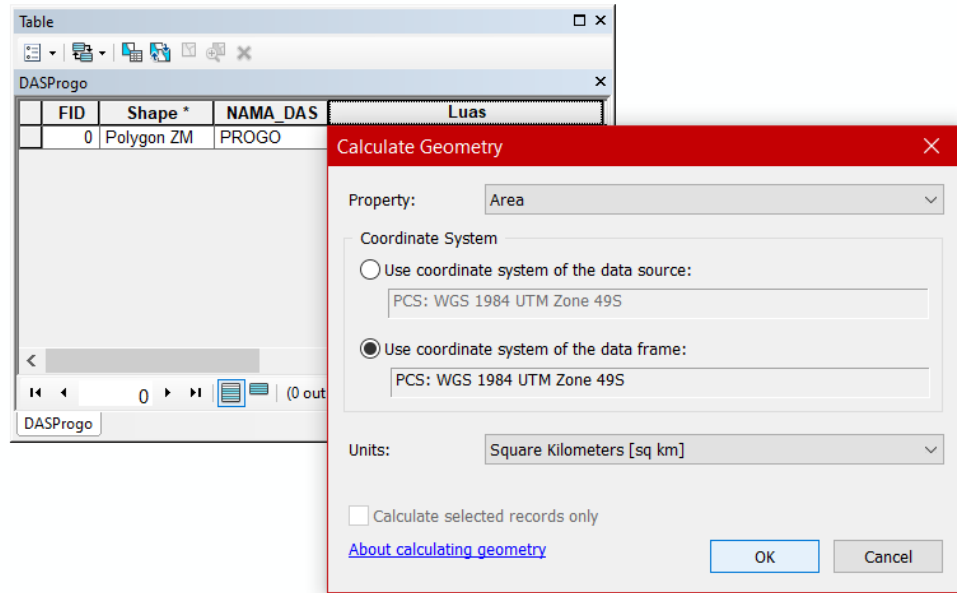 Table
DASProgo
FID Shape * NAMA_DAS Luas
0 Polygon ZM PROGO
0 (0 out
DASProgo
Calculate Geometry
Property: Area
Coordinate System
Use coordinate system of the data source:
PCS: WGS 1984 UTM Zone 49S
Use coordinate system of the data frame:
PCS: WGS 1984 UTM Zone 49S
Units: Square Kilometers [sq km]
Calculate selected records only
About calculating geometry
OK Cancel